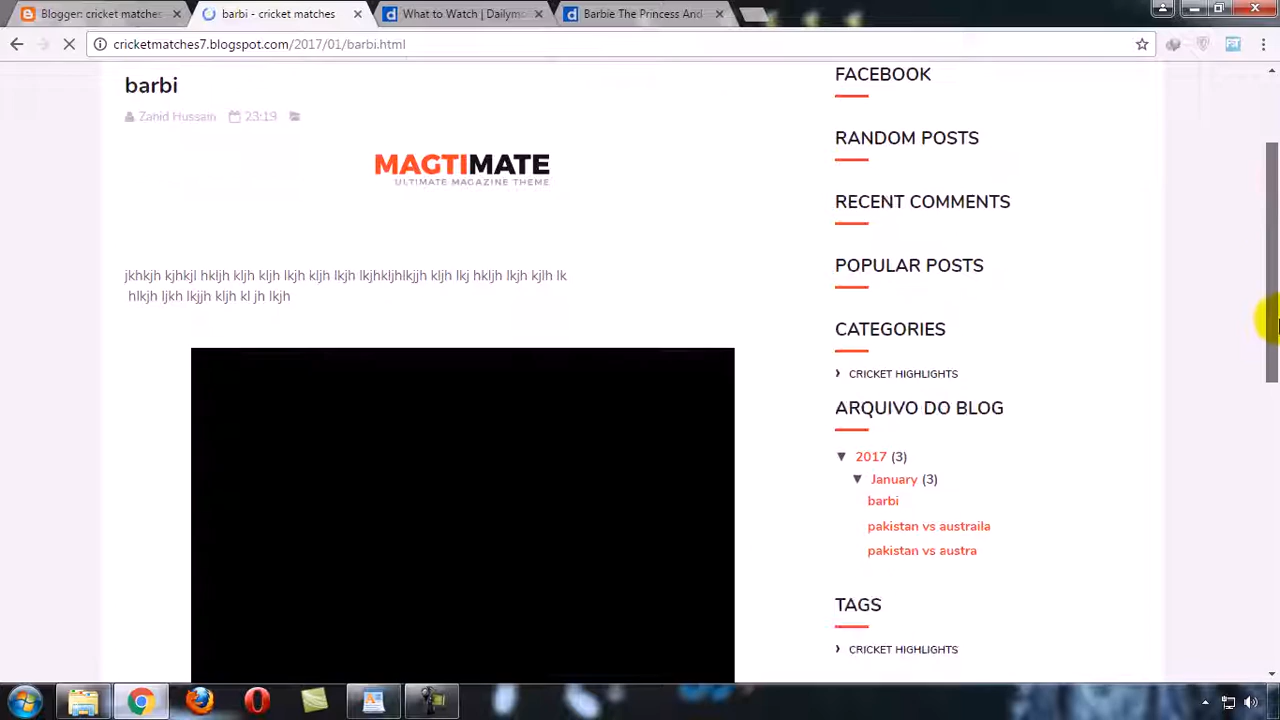 Blogger: cricket matches
barbi - cricket matches
What to Watch | Dailym
Barbie The Princess And
cricketmatches7.blogspot.com/2017/01/barbi.html
barbi
Zahid Hussain 23:19
MAGTIMATE
ULTIMATE MAGAZINE THEME
jkhkjh kjhkjl hkljh kljh kljh lkjh kljh lkjh lkjhkljhlkjjh kljh lkj hkljh lkjh kjlh lk
hlkjh ljkh lkjjh kljh kl jh lkjh
FACEBOOK
RANDOM POSTS
RECENT COMMENTS
POPULAR POSTS
CATEGORIES
CRICKET HIGHLIGHTS
ARQUIVO DO BLOG
▼ 2017 (3)
▼ January (3)
barbi
pakistan vs austraila
pakistan vs austra
TAGS
CRICKET HIGHLIGHTS